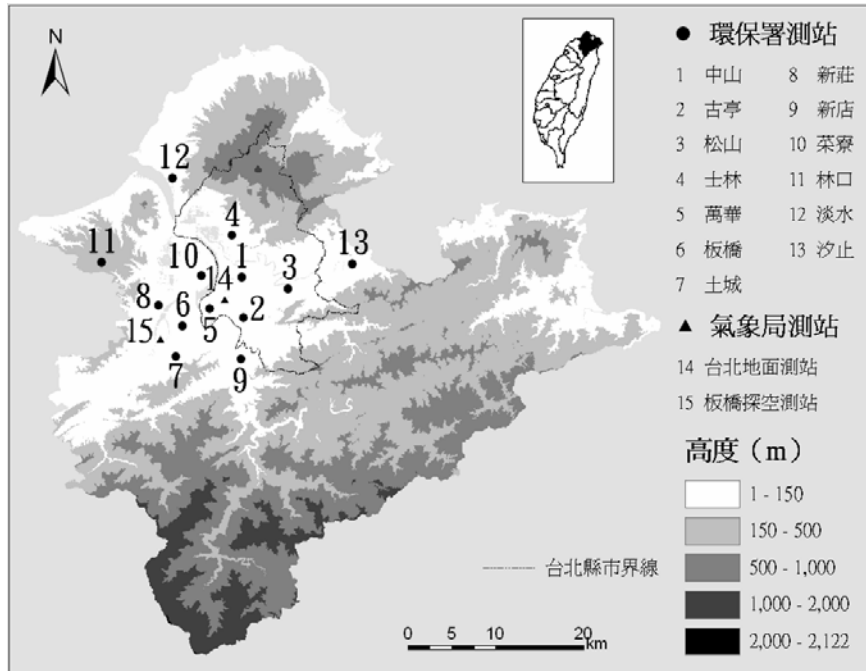 N
環保署測站
1 中山 8 新莊
2 古亭 9 新店
3 松山 10 菜寮
4 士林 11 林口
5 萬華 12 淡水
6 板橋 13 汐止
7 土城
氣象局測站
14 台北地面測站
15 板橋探空測站
高度（m）
1 - 150
150 - 500
500 - 1,000
1,000 - 2,000
2,000 - 2,122
12
4
11
10
1
13
14
3
8
6
5
2
15
7
9
台北縣市界線
0 5 10 20
km